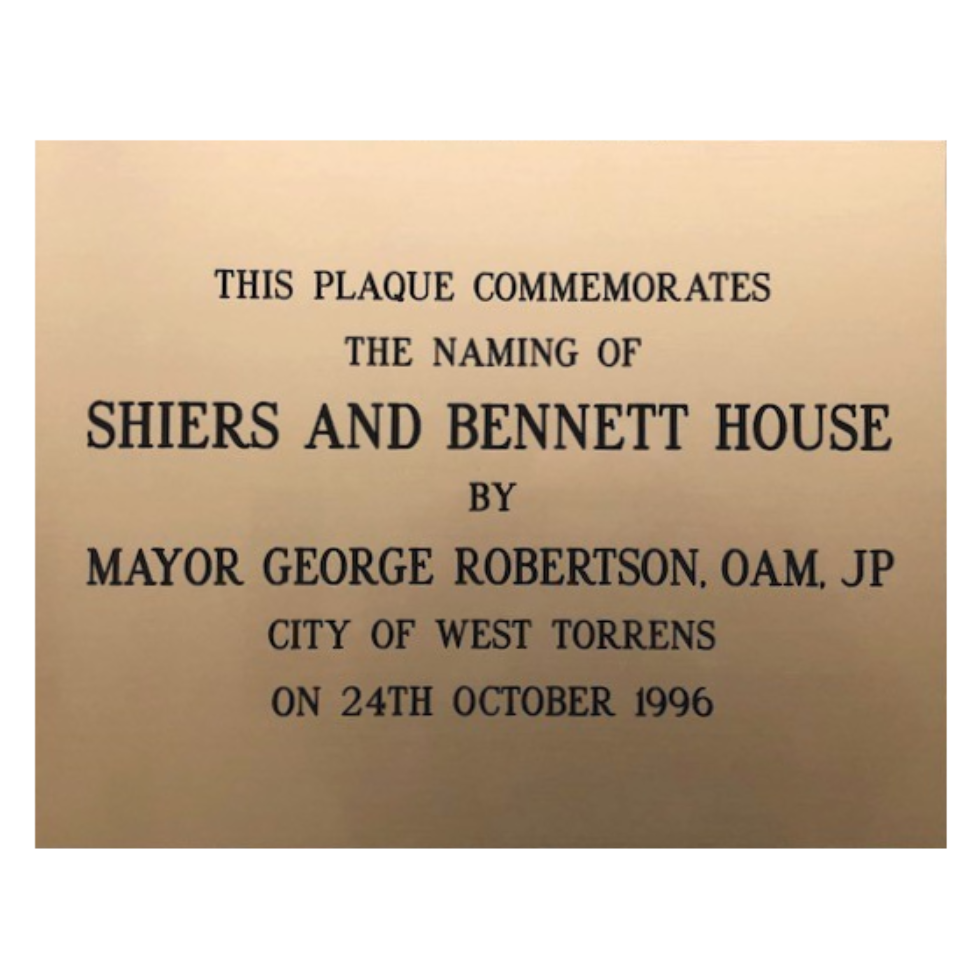 THIS PLAQUE COMMEMORATES
THE NAMING OF
SHIERS AND BENNETT HOUSE
BY
MAYOR GEORGE ROBERTSON, OAM, JP
CITY OF WEST TORRENS
ON 24TH OCTOBER 1996